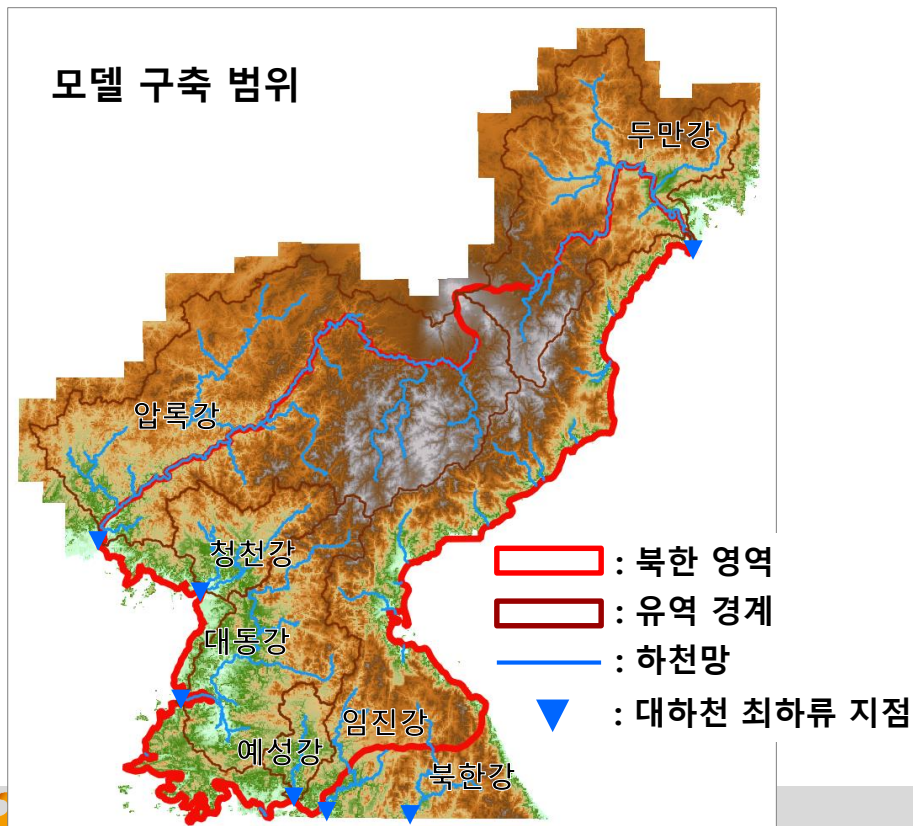 모델 구축 범위
두만강
압록강
청천강
대동강
임진강
예성강
북한강
: 북한 영역
: 유역 경계
: 하천망
: 대하천 최하류 지점